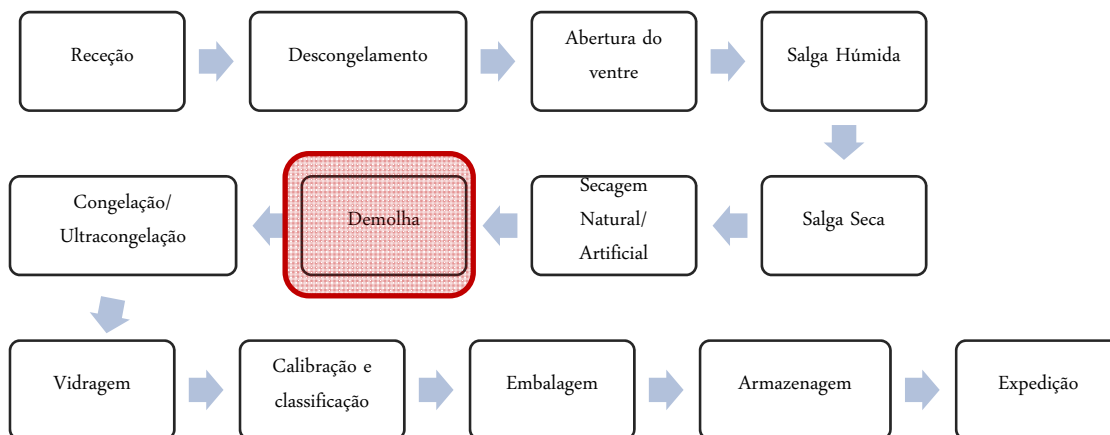 Receção
Descongelamento
Abertura do
ventre
Salga Húmida
Salga Seca
Secagem
Natural/
Artificial
Demolha
Congelação/
Ultracongelação
Vidragem
Calibração e
classificação
Embalagem
Armazenagem
Expedição